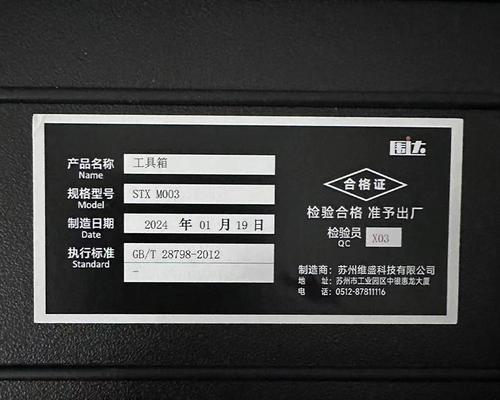 围达
产品名称 工具箱
Name
规格型号 STX M003
Model
制造日期 2024 年 01 月 19 日
Date
执行标准 GB/T 28798-2012
Standard -
合格证
检验合格 准予出厂
检验员 X03
QC
制造商：苏州维盛科技有限公司
地 址：苏州市工业园区中银惠龙大厦
电 话：0512-87811116